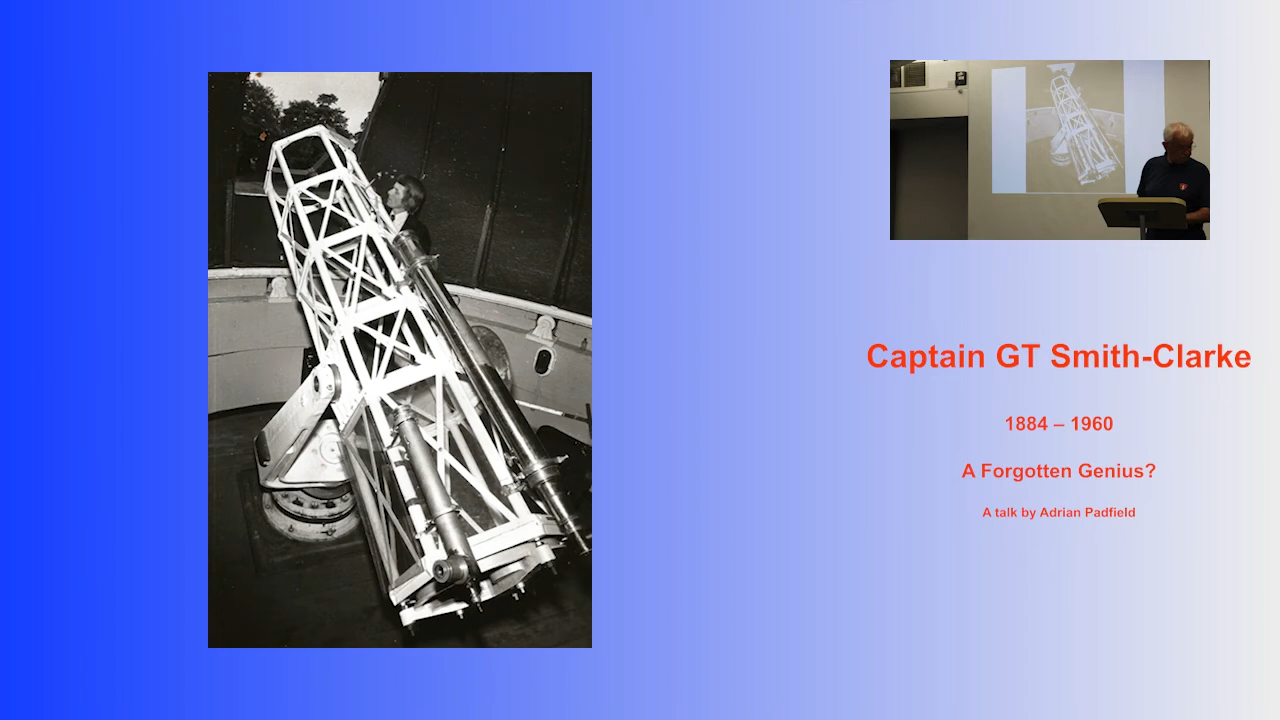 Captain GT Smith-Clarke
1884 – 1960
A Forgotten Genius?
A talk by Adrian Padfield